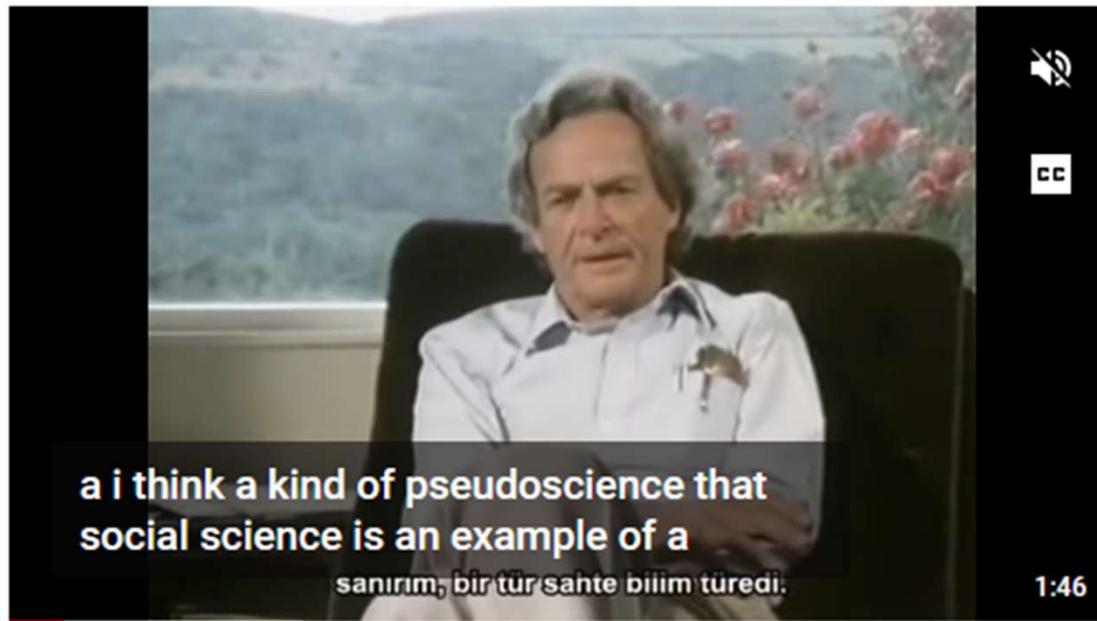 CC
a i think a kind of pseudoscience that
social science is an example of a
sanırım, bir tür sahte bilim türedi.
1:46